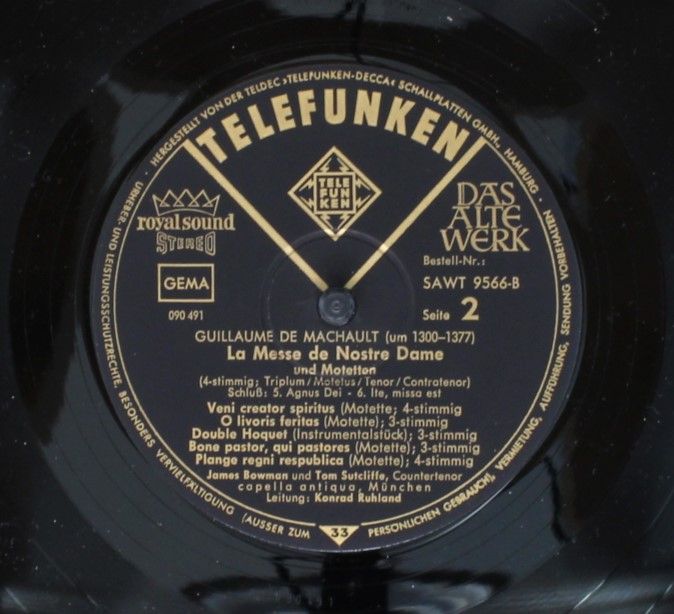 HERGESTELLT VON DER TELDEC »TELEFUNKEN-DECCA« SCHALLPLATTEN GMBH., HAMBURG · SENDUNG VORBEHALTEN
URHEBER- UND LEISTUNGSSCHUTZRECHTE, BESONDERS VERVIELFÄLTIGUNG (AUSSER ZUM PERSÖNLICHEN GEBRAUCH), VERMIETUNG, AUFFÜHRUNG,
TELEFUNKEN
TELE
FUN
KEN
royal sound
STEREO
DAS
ALTE
WERK
Bestell-Nr.:
GEMA
SAWT 9566-B
090 491
Seite 2
GUILLAUME DE MACHAULT (um 1300–1377)
La Messe de Nostre Dame
und Motetten
(4-stimmig; Triplum/Motetus/Tenor/Contratenor)
Schluß: 5. Agnus Dei - 6. Ite, missa est
Veni creator spiritus (Motette); 4-stimmig
O livoris feritas (Motette); 3-stimmig
Double Hoquet (Instrumentalstück); 3-stimmig
Bone pastor, qui pastores (Motette); 3-stimmig
Plange regni respublica (Motette); 4-stimmig
James Bowman und Tom Sutcliffe, Countertenor
capella antiqua, München
Leitung: Konrad Ruhland
33